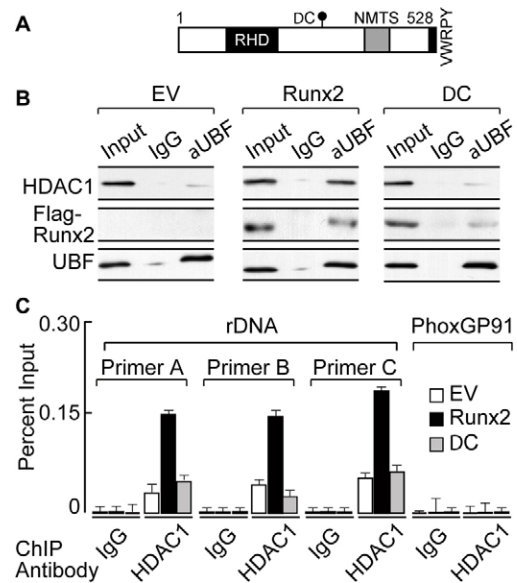 A
1 DC NMTS 528
RHD
VWRPY
B
EV Runx2 DC
Input IgG aUBF Input IgG aUBF Input IgG aUBF
HDAC1
Flag-
Runx2
UBF
C
0.30
rDNA PhoxGP91
Primer A Primer B Primer C
EV
Runx2
DC
0.15
Percent Input
0
ChIP
Antibody
IgG HDAC1 IgG HDAC1 IgG HDAC1 IgG HDAC1